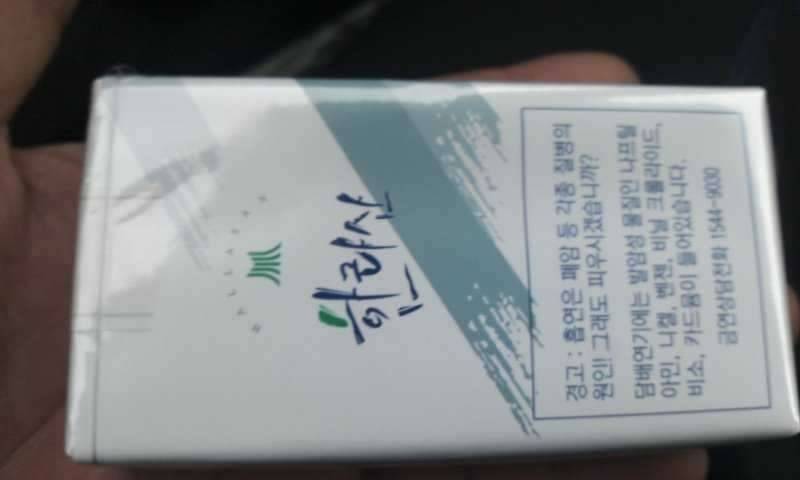 한라산
경고 : 흡연은 폐암 등 각종 질병의
원인! 그래도 피우시겠습니까?
담배연기에는 발암성 물질인 나프틸
아민, 니켈, 벤젠, 비닐 크롤라이드,
비소, 카드뮴이 들어있습니다.
금연상담전화 1544-9030